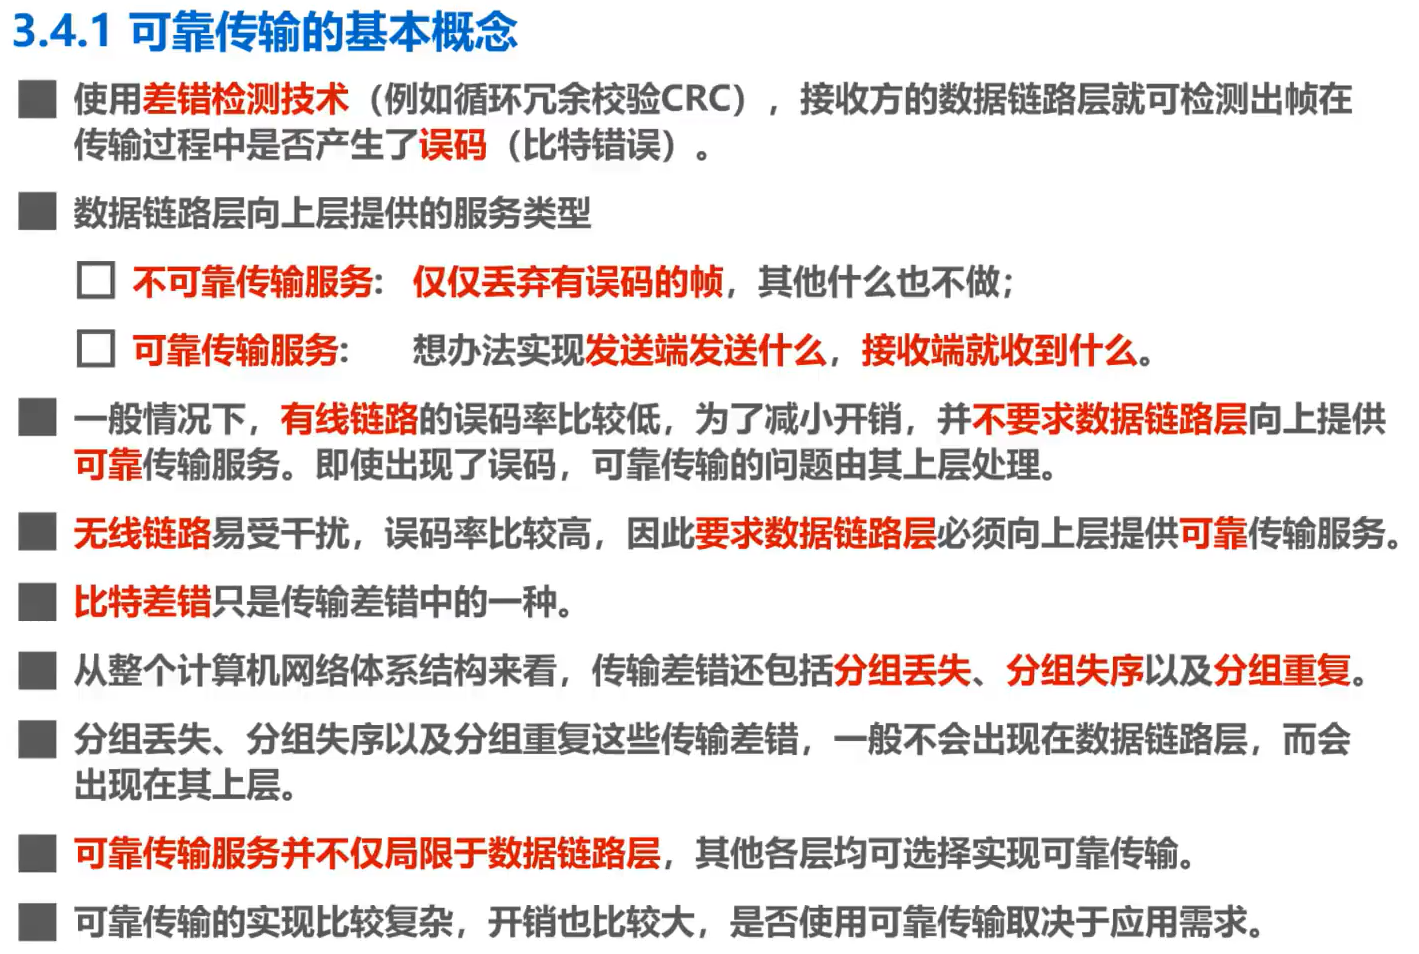 3.4.1 可靠传输的基本概念
使用差错检测技术（例如循环冗余校验CRC），接收方的数据链路层就可检测出帧在
传输过程中是否产生了误码（比特错误）。
数据链路层向上层提供的服务类型
不可靠传输服务： 仅仅丢弃有误码的帧，其他什么也不做；
可靠传输服务： 想办法实现发送端发送什么，接收端就收到什么。
一般情况下，有线链路的误码率比较低，为了减小开销，并不要求数据链路层向上提供
可靠传输服务。即使出现了误码，可靠传输的问题由其上层处理。
无线链路易受干扰，误码率比较高，因此要求数据链路层必须向上层提供可靠传输服务。
比特差错只是传输差错中的一种。
从整个计算机网络体系结构来看，传输差错还包括分组丢失、分组失序以及分组重复。
分组丢失、分组失序以及分组重复这些传输差错，一般不会出现在数据链路层，而会
出现在其上层。
可靠传输服务并不仅局限于数据链路层，其他各层均可选择实现可靠传输。
可靠传输的实现比较复杂，开销也比较大，是否使用可靠传输取决于应用需求。